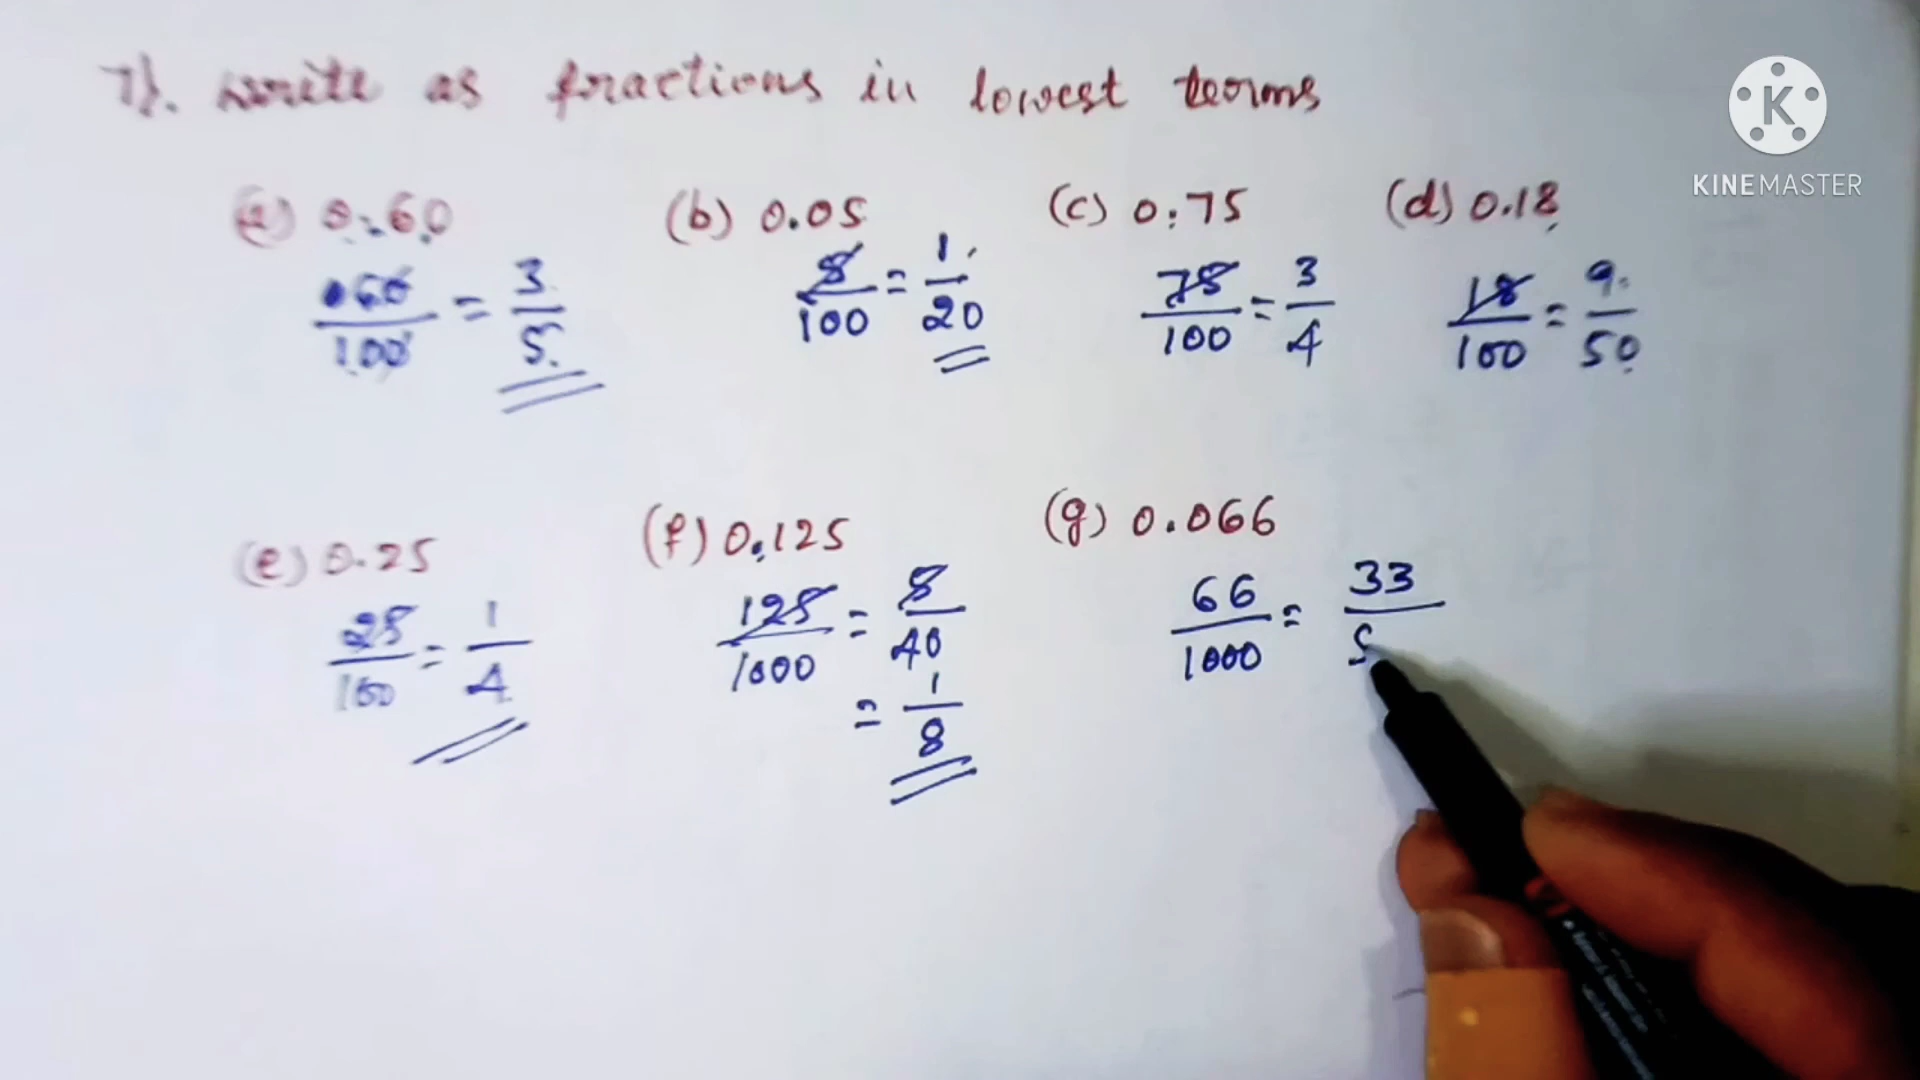 7). Write as fractions in lowest terms
KINEMASTER
(a) 0.60 (b) 0.05 (c) 0.75 (d) 0.18
060/100 = 3/5 5/100 = 1/20 75/100 = 3/4 18/100 = 9/50
(e) 0.25 (f) 0.125 (g) 0.066
25/100 = 1/4 125/1000 = 5/40 66/1000 = 33/5
= 1/8